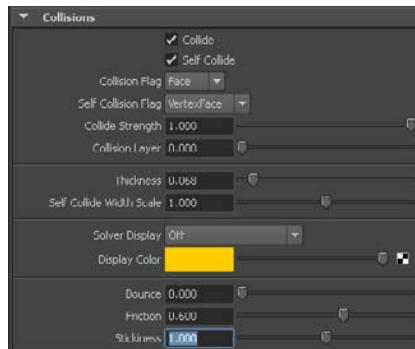 Collisions
Collide
Self Collide
Collision Flag Face
Self Collision Flag VertexFace
Collide Strength 1.000
Collision Layer 0.000
Thickness 0.068
Self Collide Width Scale 1.000
Solver Display Off
Display Color
Bounce 0.000
Friction 0.600
Stickiness 1.000